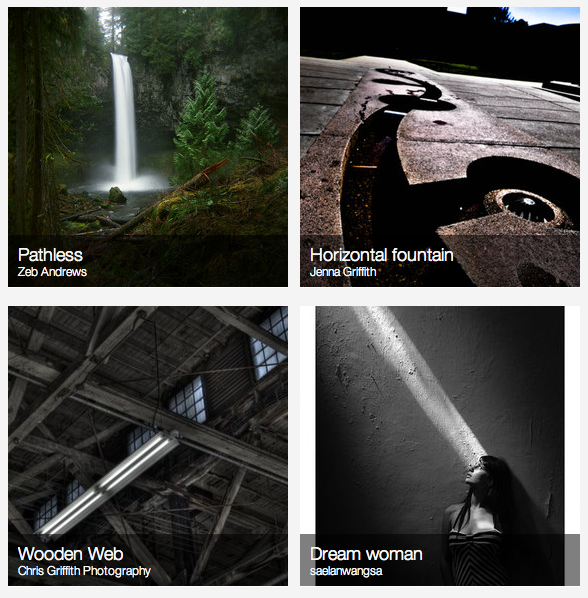 Pathless
Zeb Andrews
Horizontal fountain
Jenna Griffith
Wooden Web
Chris Griffith Photography
Dream woman
saelanwangsa